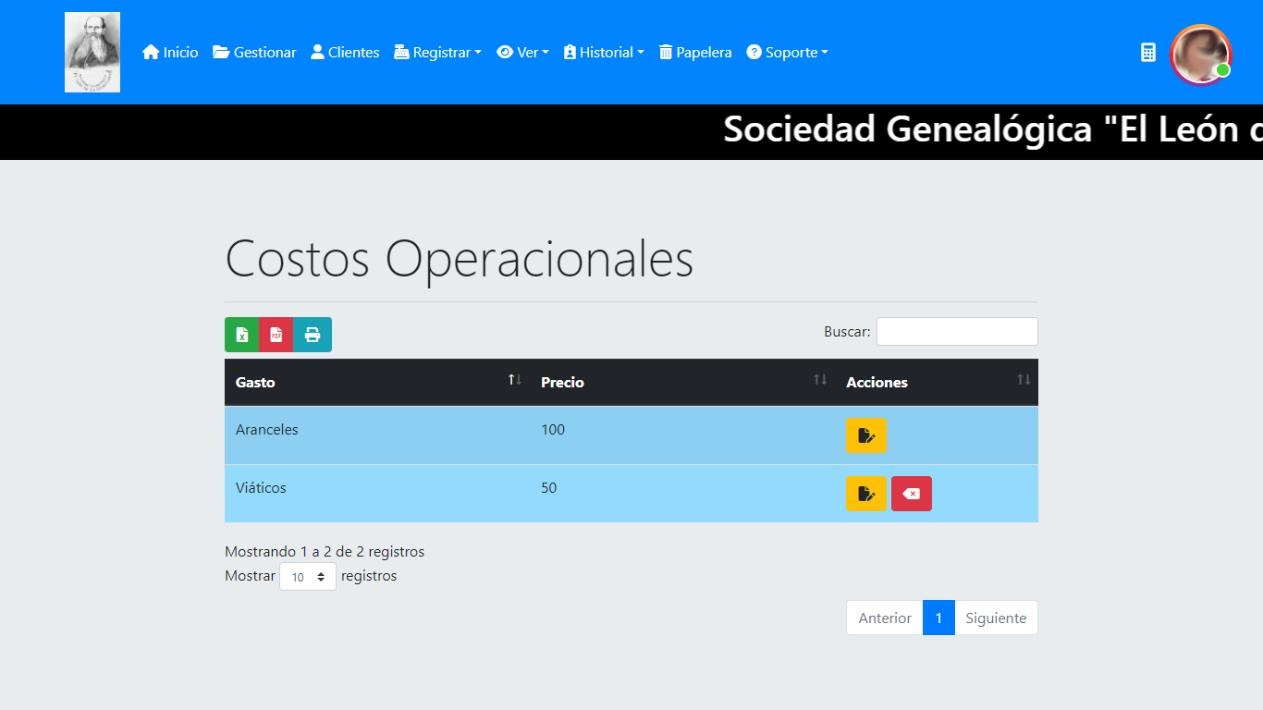 Inicio Gestionar Clientes Registrar Ver Historial Papelera Soporte
Sociedad Genealógica "El León
Costos Operacionales
Buscar:
Gasto Precio Acciones
Aranceles 100
Viáticos 50
Mostrando 1 a 2 de 2 registros
Mostrar 10 registros
Anterior 1 Siguiente